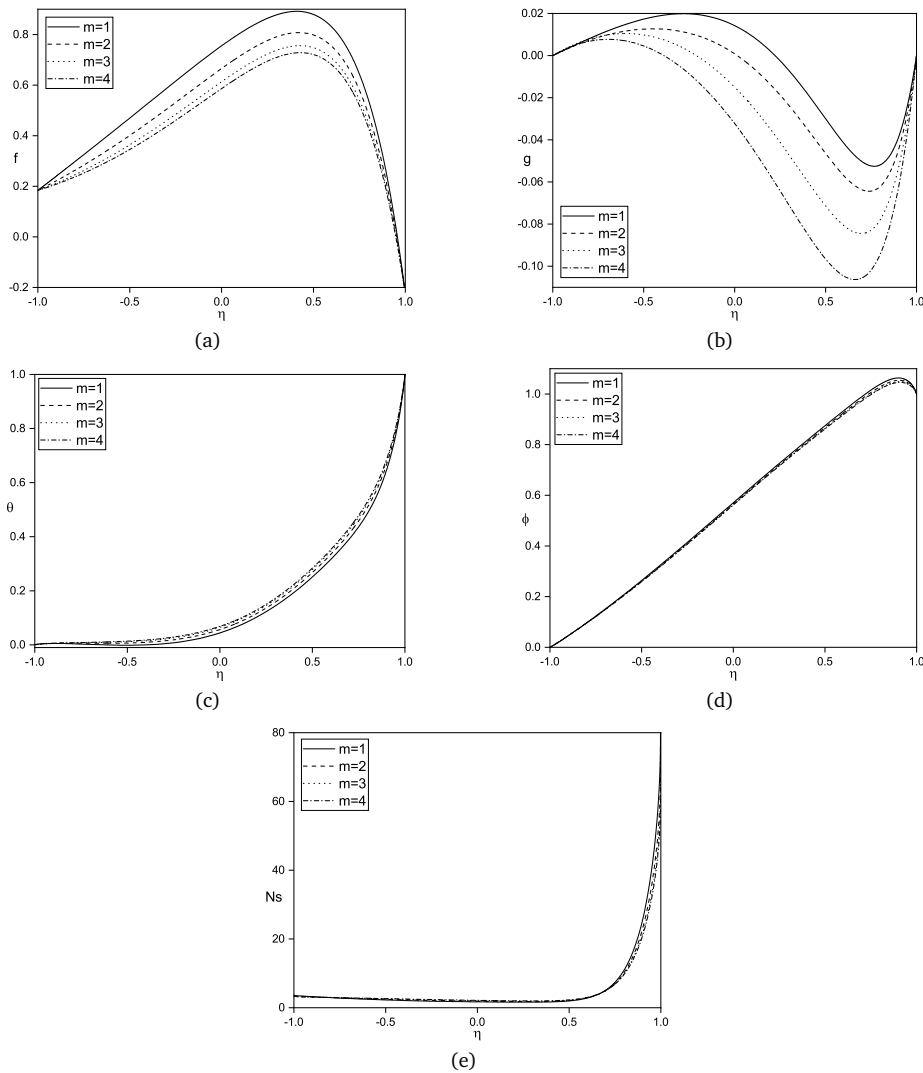 m=1
m=2
m=3
m=4
f
0.8
0.6
0.4
0.2
0.0
-0.2
-1.0 -0.5 0.0 0.5 1.0
η
(a)
0.02
0.00
-0.02
-0.04
-0.06
-0.08
-0.10
g
m=1
m=2
m=3
m=4
-1.0 -0.5 0.0 0.5 1.0
η
(b)
m=1
m=2
m=3
m=4
1.0
0.8
0.6
0.4
0.2
0.0
θ
-1.0 -0.5 0.0 0.5 1.0
η
(c)
m=1
m=2
m=3
m=4
1.0
0.8
0.6
0.4
0.2
0.0
ϕ
-1.0 -0.5 0.0 0.5 1.0
η
(d)
m=1
m=2
m=3
m=4
80
60
40
20
0
Ns
-1.0 -0.5 0.0 0.5 1.0
η
(e)